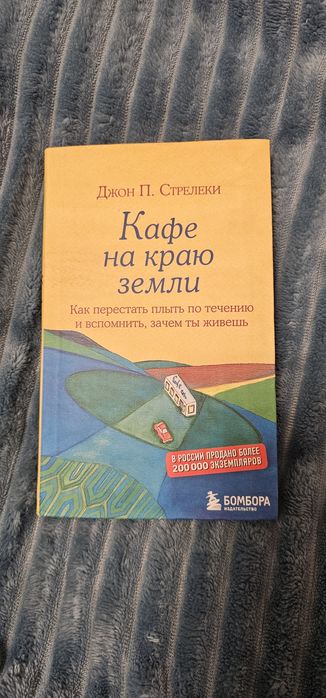 Джон П. Стрелеки
Кафе
на краю
земли
Как перестать плыть по течению
и вспомнить, зачем ты живешь
В РОССИИ ПРОДАНО БОЛЕЕ
200 000 ЭКЗЕМПЛЯРОВ
БОМБОРА
ИЗДАТЕЛЬСТВО